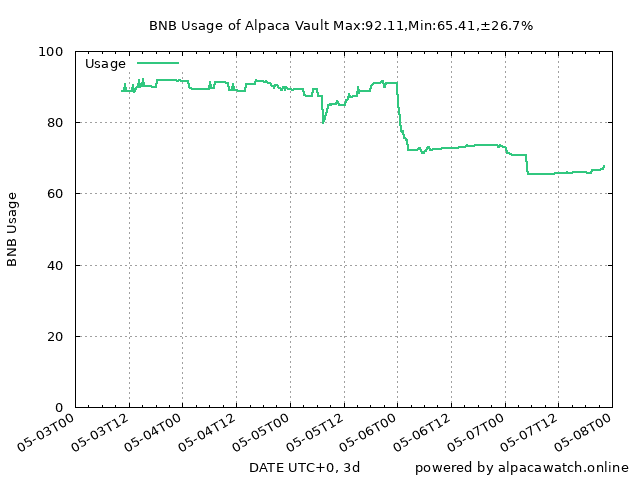 BNB Usage of Alpaca Vault Max:92.11,Min:65.41,±26.7%
100
Usage
80
60
BNB Usage
40
20
0
05-03T00
05-03T12
05-04T00
05-04T12
05-05T00
05-05T12
05-06T00
05-06T12
05-07T00
05-07T12
05-08T00
DATE UTC+0, 3d
powered by alpacawatch.online